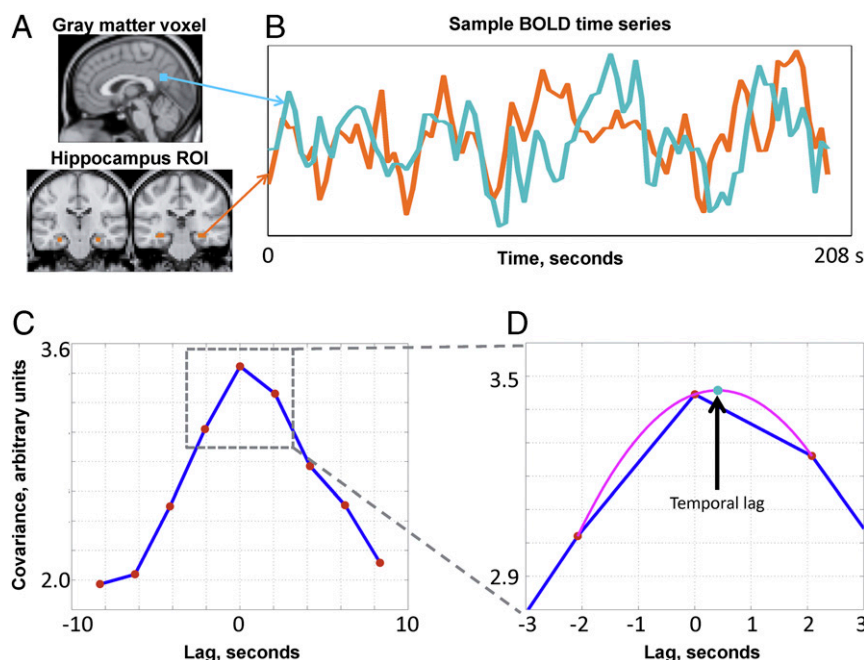 A
Gray matter voxel
Hippocampus ROI
B
Sample BOLD time series
0
208 s
Time, seconds
C
Covariance, arbitrary units
3.6
2.0
-10
0
10
Lag, seconds
D
3.5
2.9
Temporal lag
-3 -2 -1 0 1 2 3
Lag, seconds